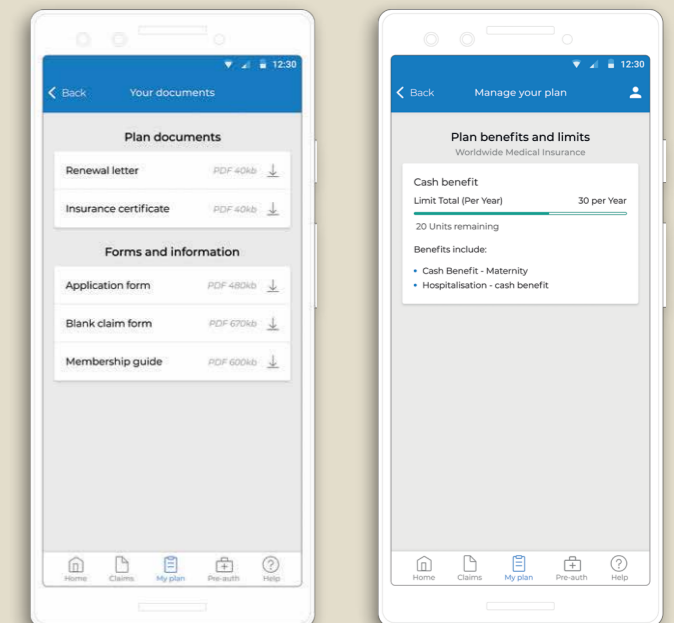 12:30
Back Your documents
Plan documents
Renewal letter PDF 40kb
Insurance certificate PDF 40kb
Forms and information
Application form PDF 480kb
Blank claim form PDF 670kb
Membership guide PDF 600kb
Home Claims My plan Pre-auth Help
12:30
Back Manage your plan
Plan benefits and limits
Worldwide Medical Insurance
Cash benefit
Limit Total (Per Year) 30 per Year
20 Units remaining
Benefits include:
• Cash Benefit - Maternity
• Hospitalisation - cash benefit
Home Claims My plan Pre-auth Help